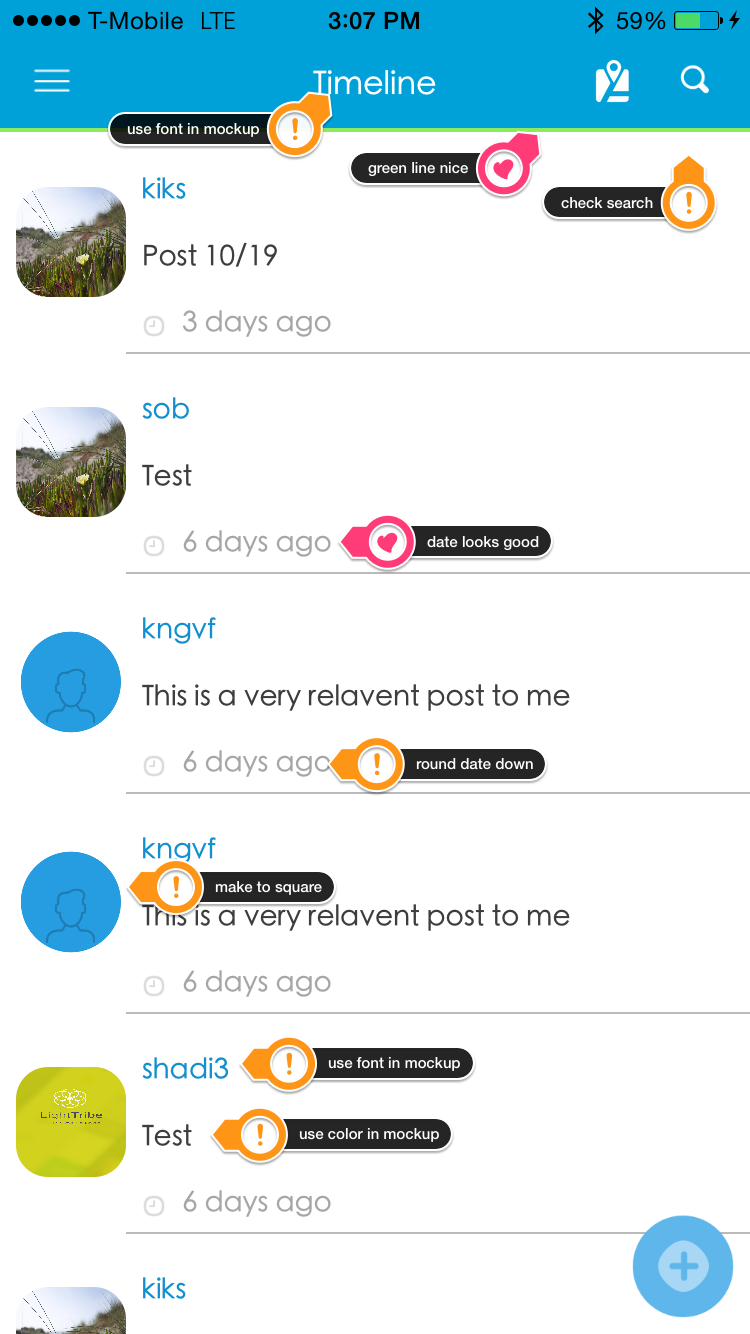 T-Mobile LTE 3:07 PM 59%
Timeline
use font in mockup
green line nice
check search
kiks
Post 10/19
3 days ago
sob
Test
6 days ago
date looks good
kngvf
This is a very relavent post to me
6 days ago
round date down
kngvf
make to square
This is a very relavent post to me
6 days ago
shadi3
use font in mockup
LightTribe
Test
use color in mockup
6 days ago
kiks